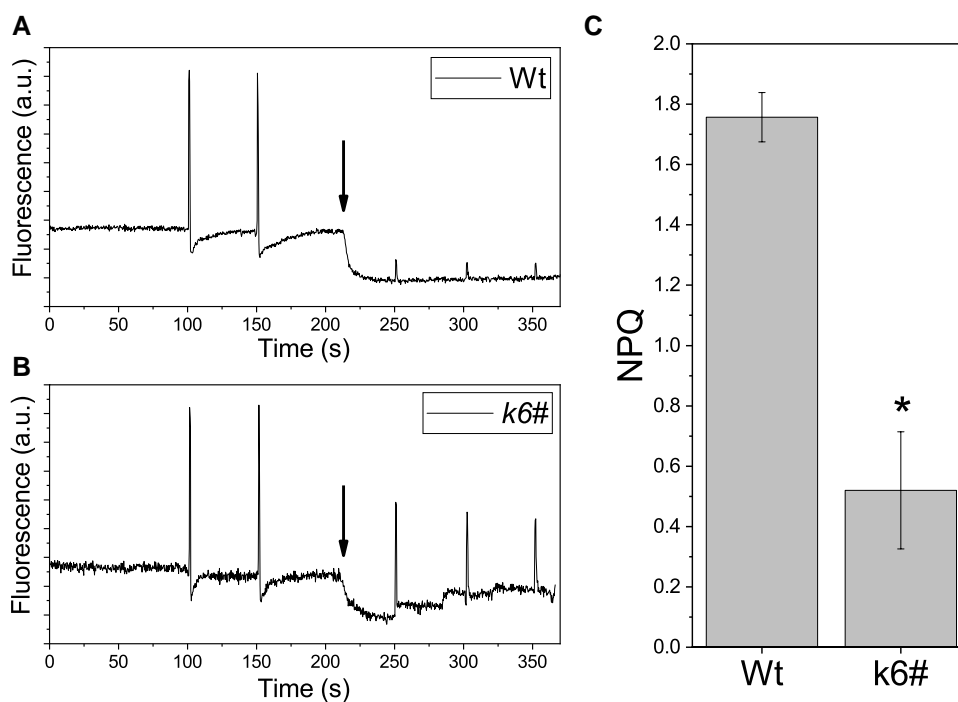 A
Fluorescence (a.u.)
Wt
0 50 100 150 200 250 300 350
Time (s)
B
Fluorescence (a.u.)
k6#
0 50 100 150 200 250 300 350
Time (s)
C
NPQ
2.0
1.8
1.6
1.4
1.2
1.0
0.8
0.6
0.4
0.2
0.0
*
Wt k6#